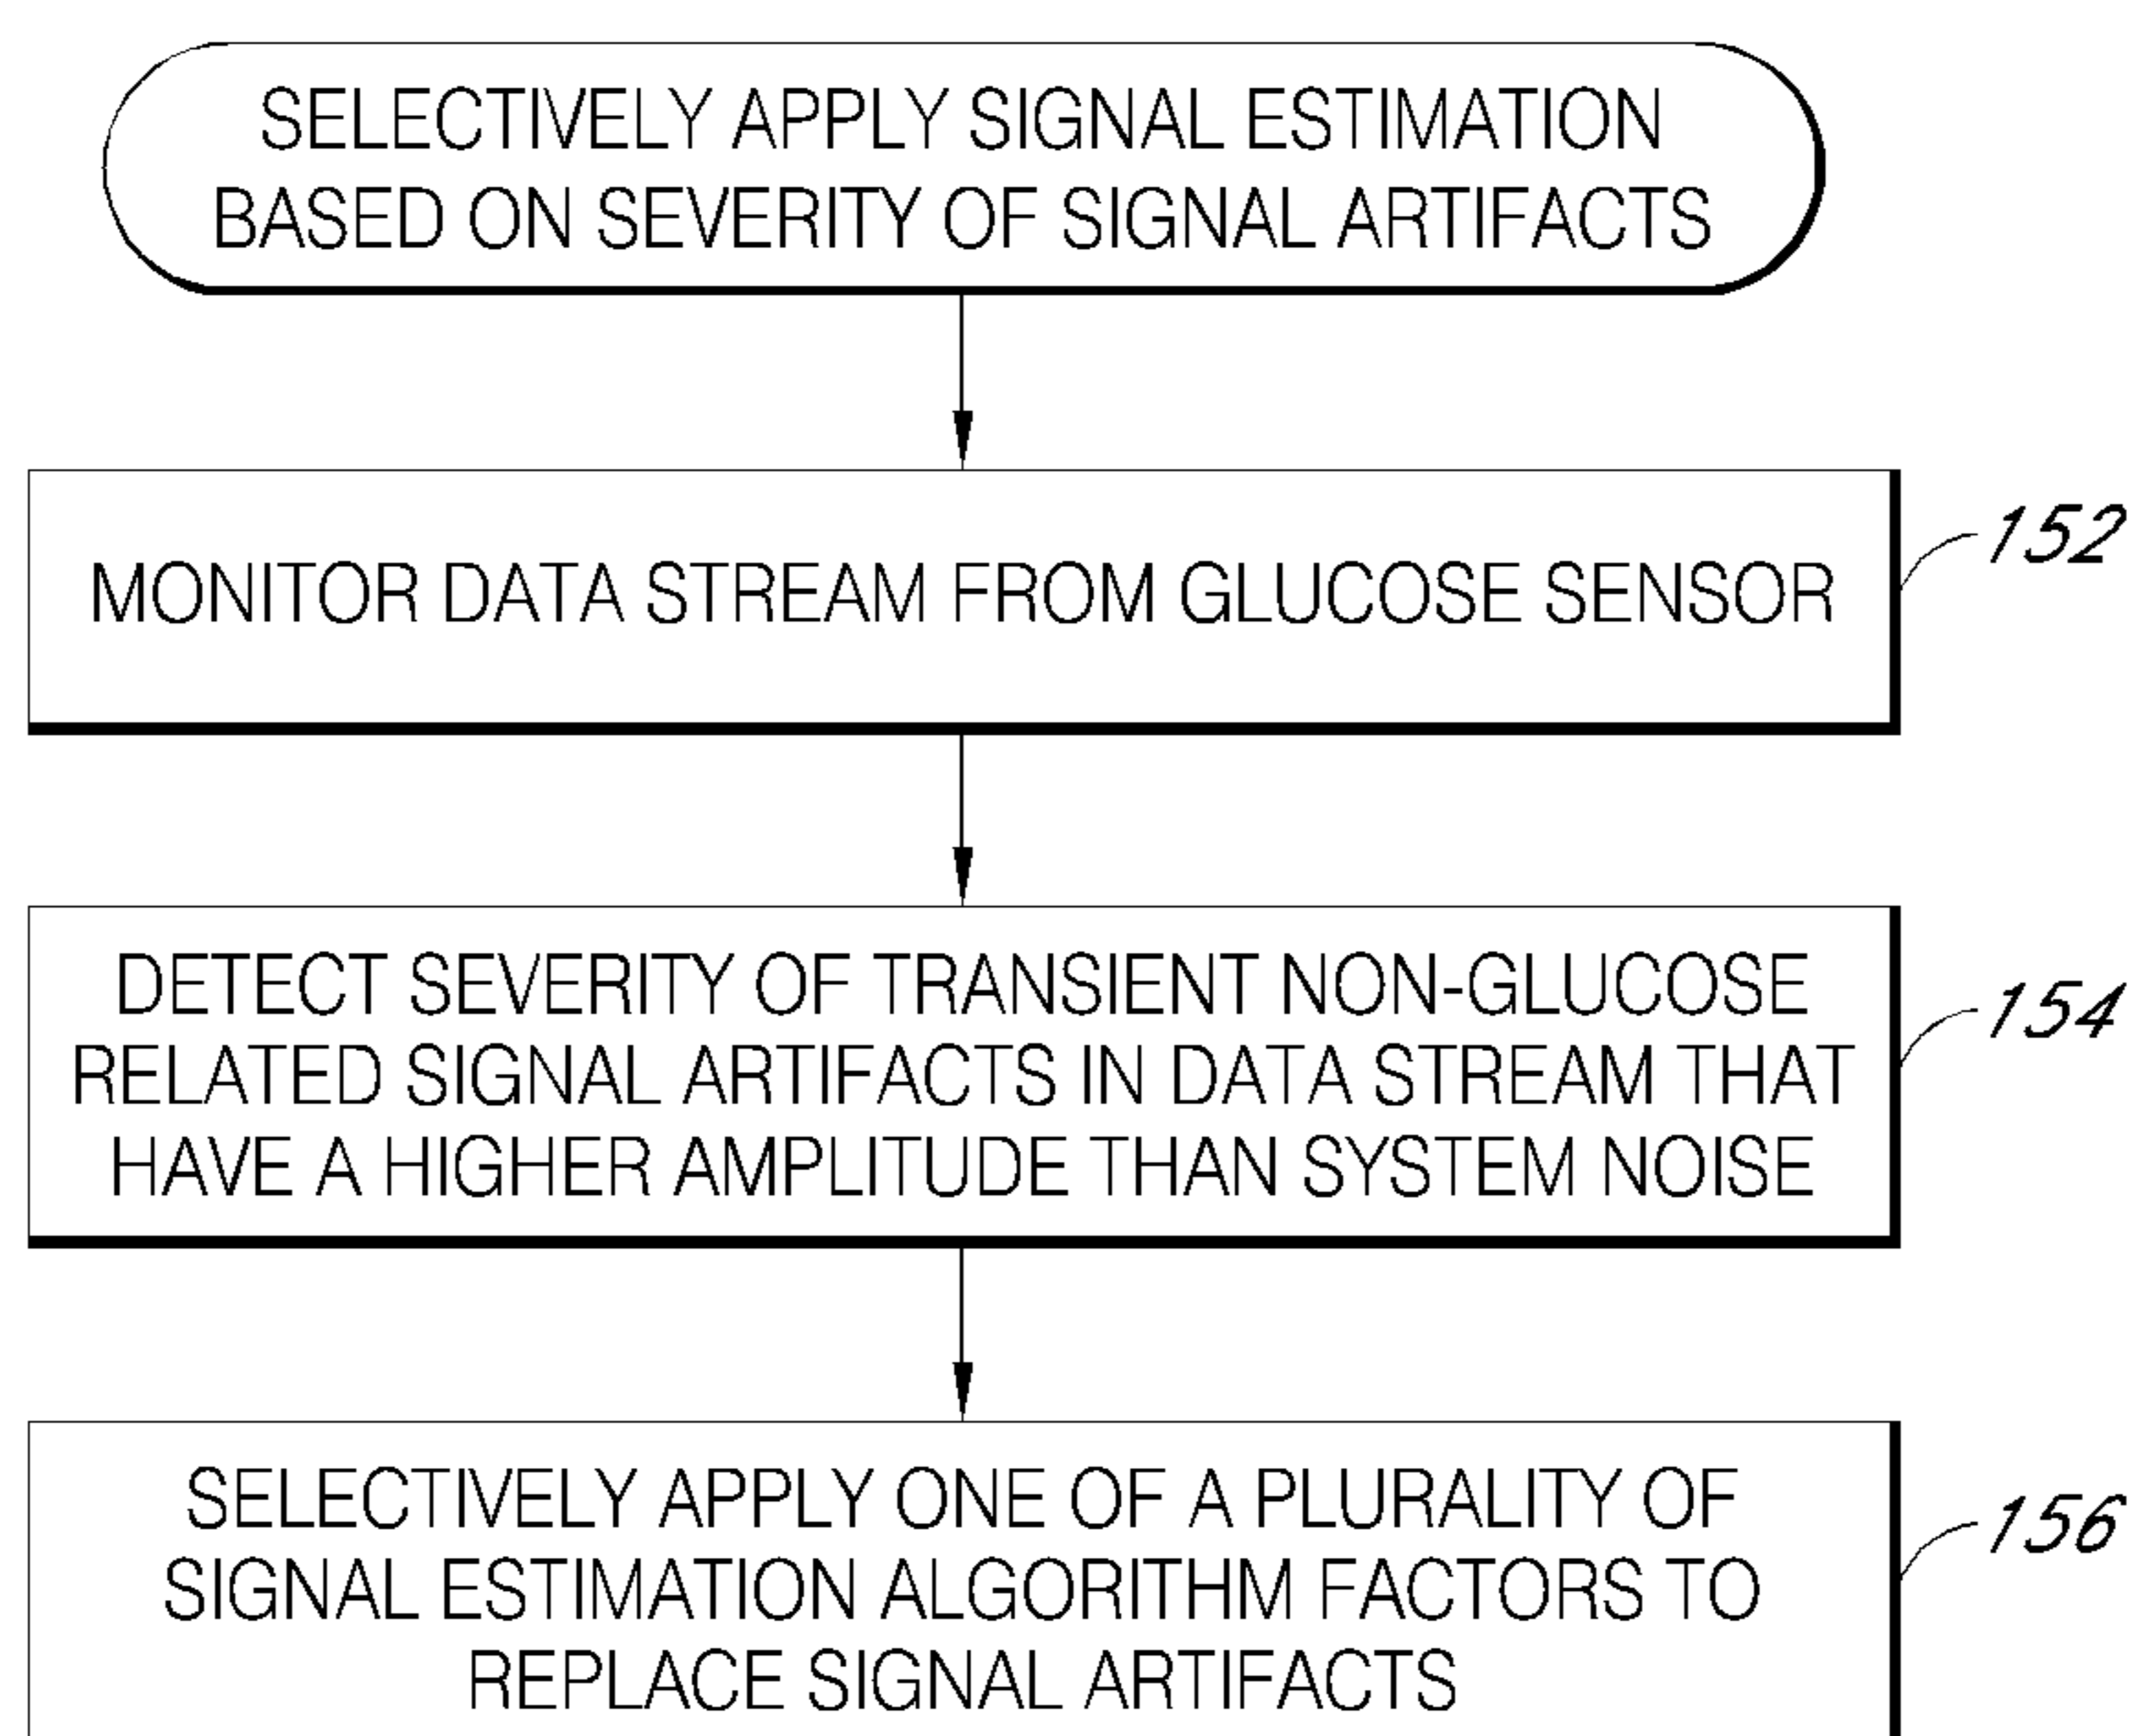 SELECTIVELY APPLY SIGNAL ESTIMATION
BASED ON SEVERITY OF SIGNAL ARTIFACTS
MONITOR DATA STREAM FROM GLUCOSE SENSOR
152
DETECT SEVERITY OF TRANSIENT NON-GLUCOSE
RELATED SIGNAL ARTIFACTS IN DATA STREAM THAT
HAVE A HIGHER AMPLITUDE THAN SYSTEM NOISE
154
SELECTIVELY APPLY ONE OF A PLURALITY OF
SIGNAL ESTIMATION ALGORITHM FACTORS TO
REPLACE SIGNAL ARTIFACTS
156